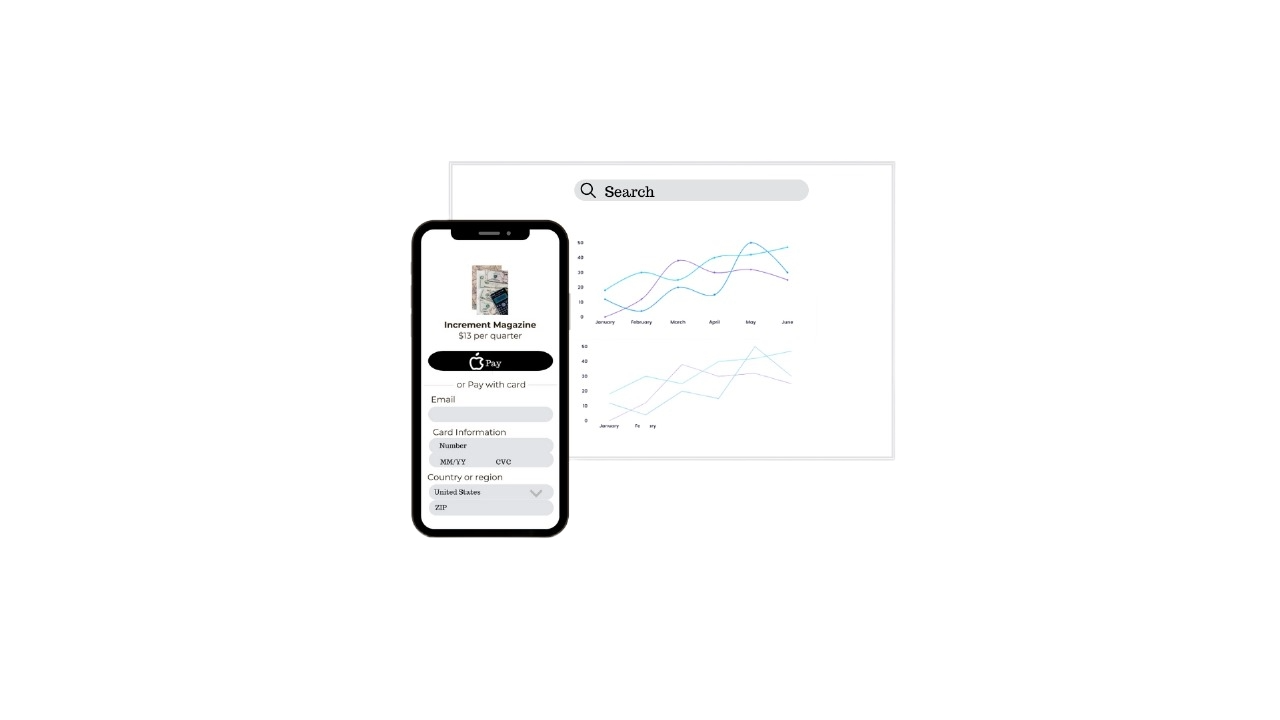 Search
50
40
30
20
10
0
January February March April May June
50
40
30
20
10
0
January Fe ary
Increment Magazine
$13 per quarter
Pay
or Pay with card
Email
Card Information
Number
MM/YY CVC
Country or region
United States
ZIP